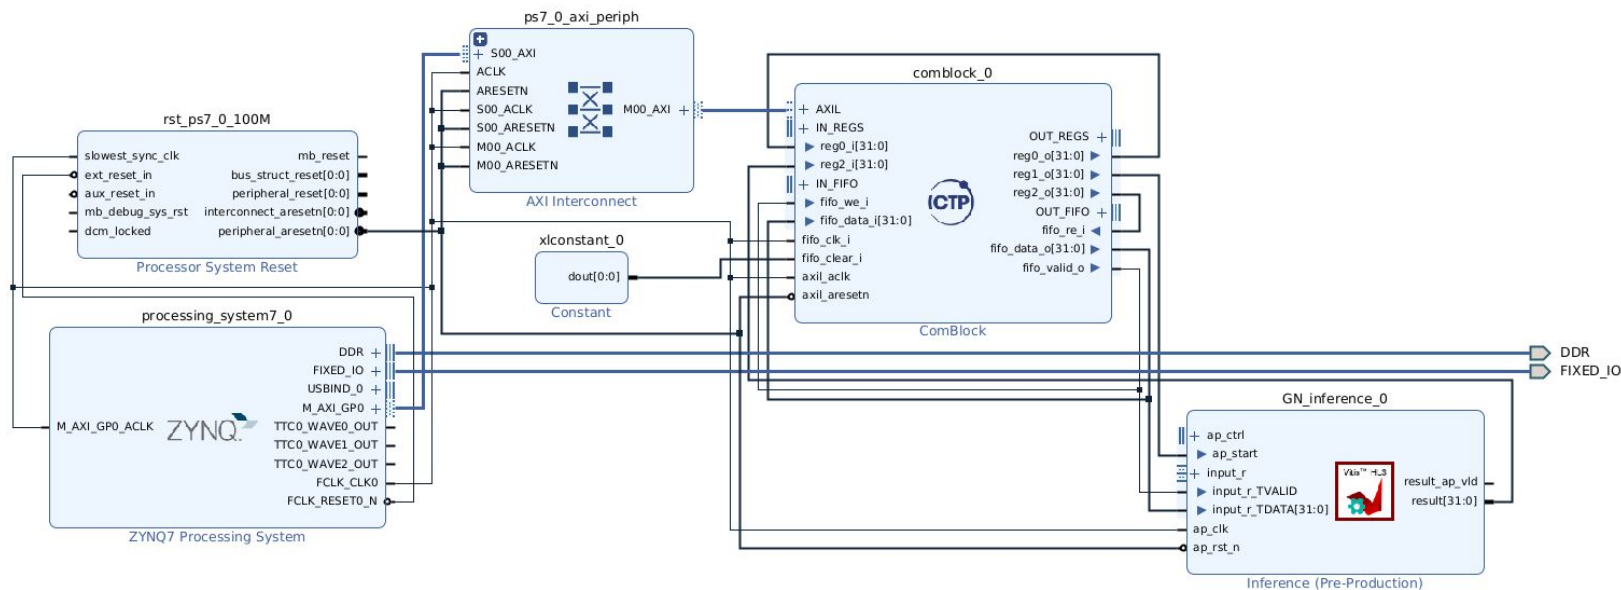 ps7_0_axi_periph
S00_AXI
ACLK
ARESETN
S00_ACLK
S00_ARESETN
M00_ACLK
M00_ARESETN
M00_AXI
AXI Interconnect
rst_ps7_0_100M
slowest_sync_clk
ext_reset_in
aux_reset_in
mb_debug_sys_rst
dcm_locked
mb_reset
bus_struct_reset[0:0]
peripheral_reset[0:0]
interconnect_aresetn[0:0]
peripheral_aresetn[0:0]
Processor System Reset
xlconstant_0
dout[0:0]
Constant
comblock_0
AXIL
IN_REGS
reg0_i[31:0]
reg2_i[31:0]
IN_FIFO
fifo_we_i
fifo_data_i[31:0]
fifo_clk_i
fifo_clear_i
axil_aclk
axil_aresetn
ICTP
OUT_REGS
reg0_o[31:0]
reg1_o[31:0]
reg2_o[31:0]
OUT_FIFO
fifo_re_i
fifo_data_o[31:0]
fifo_valid_o
ComBlock
processing_system7_0
M_AXI_GP0_ACLK
ZYNQ
DDR
FIXED_IO
USBIND_0
M_AXI_GP0
TTC0_WAVE0_OUT
TTC0_WAVE1_OUT
TTC0_WAVE2_OUT
FCLK_CLK0
FCLK_RESET0_N
ZYNQ7 Processing System
DDR
FIXED_IO
GN_inference_0
ap_ctrl
ap_start
input_r
input_r_TVALID
input_r_TDATA[31:0]
ap_clk
ap_rst_n
Vitis™ HLS
result_ap_vld
result[31:0]
Inference (Pre-Production)